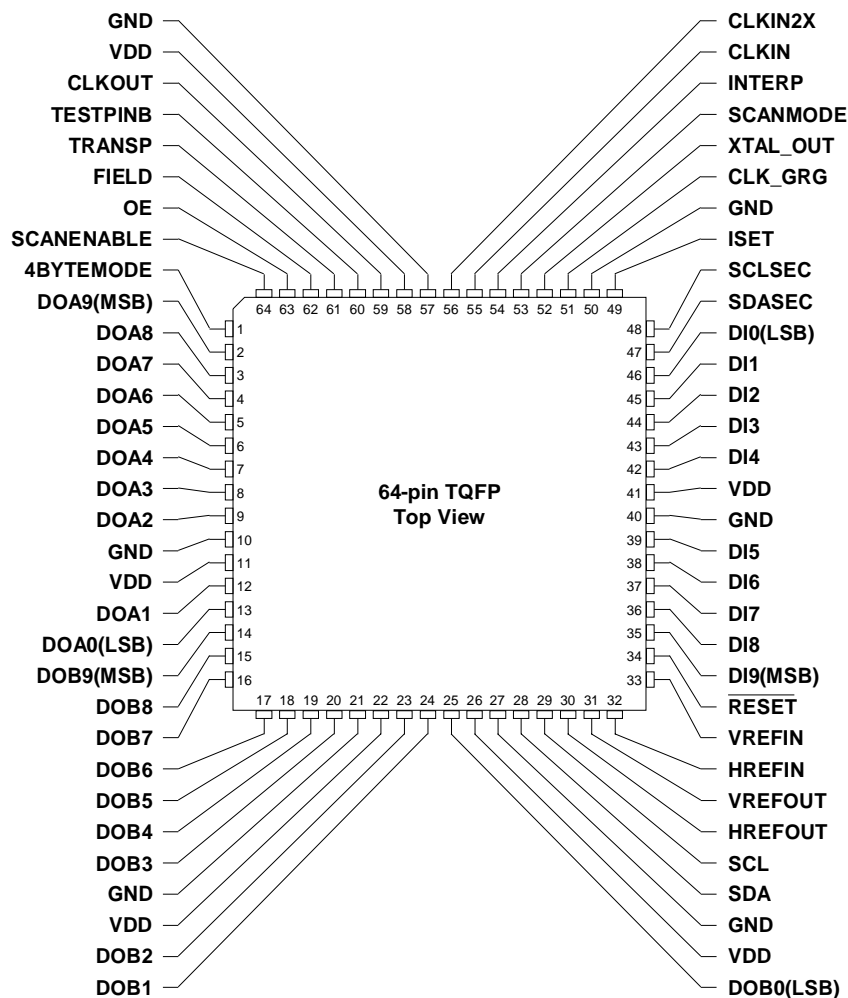 GND
VDD
CLKOUT
TESTPINB
TRANSP
FIELD
OE
SCANENABLE
4BYTEMODE
DOA9(MSB)
DOA8
DOA7
DOA6
DOA5
DOA4
DOA3
DOA2
GND
VDD
DOA1
DOA0(LSB)
DOB9(MSB)
DOB8
DOB7
DOB6
DOB5
DOB4
DOB3
GND
VDD
DOB2
DOB1
64 63 62 61 60 59 58 57 56 55 54 53 52 51 50 49
1
2
3
4
5
6
7
8
9
10
11
12
13
14
15
16
64-pin TQFP
Top View
48
47
46
45
44
43
42
41
40
39
38
37
36
35
34
33
17 18 19 20 21 22 23 24 25 26 27 28 29 30 31 32
CLKIN2X
CLKIN
INTERP
SCANMODE
XTAL_OUT
CLK_GRG
GND
ISET
SCLSEC
SDASEC
DI0(LSB)
DI1
DI2
DI3
DI4
VDD
GND
DI5
DI6
DI7
DI8
DI9(MSB)
RESET
VREFIN
HREFIN
VREFOUT
HREFOUT
SCL
SDA
GND
VDD
DOB0(LSB)